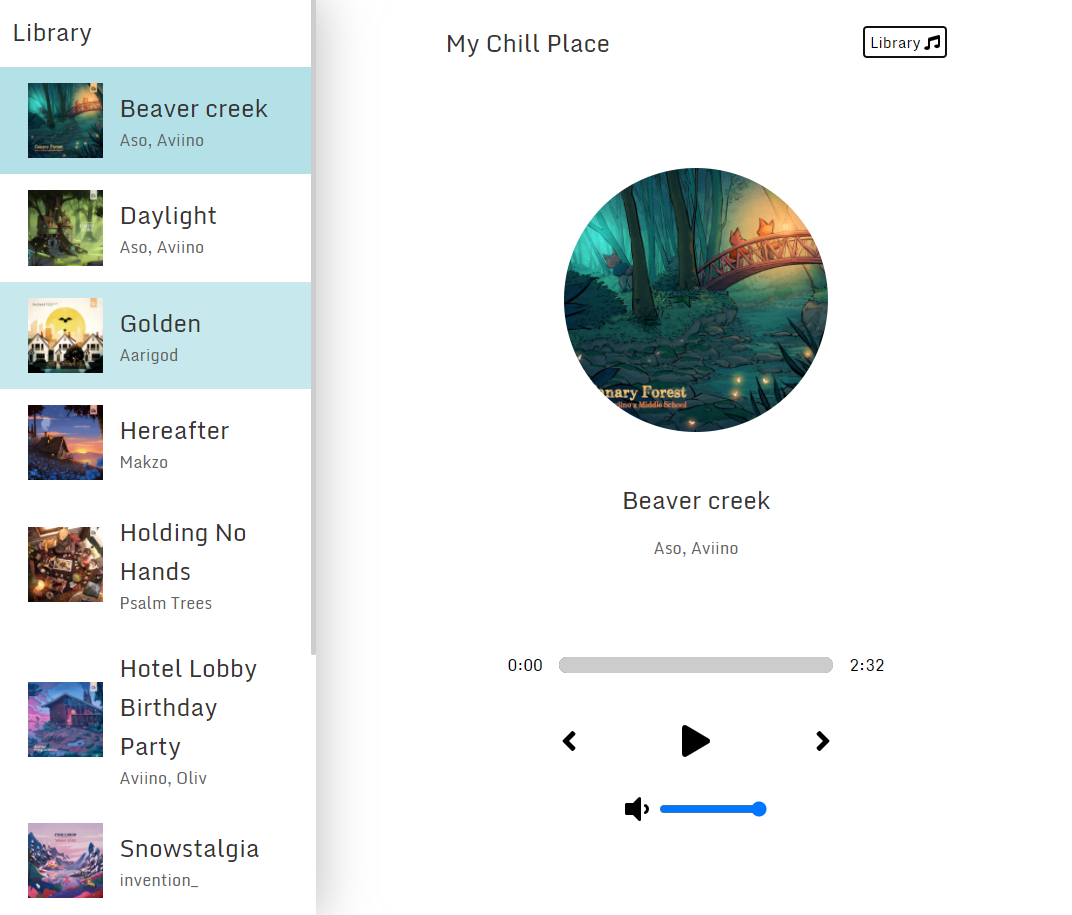 Library
Beaver creek
Aso, Aviino
Daylight
Aso, Aviino
Golden
Aarigod
Hereafter
Makzo
Holding No
Hands
Psalm Trees
Hotel Lobby
Birthday
Party
Aviino, Oliv
Snowstalgia
invention_
My Chill Place
Library
nary Forest
iino x Middle School
Beaver creek
Aso, Aviino
0:00
2:32